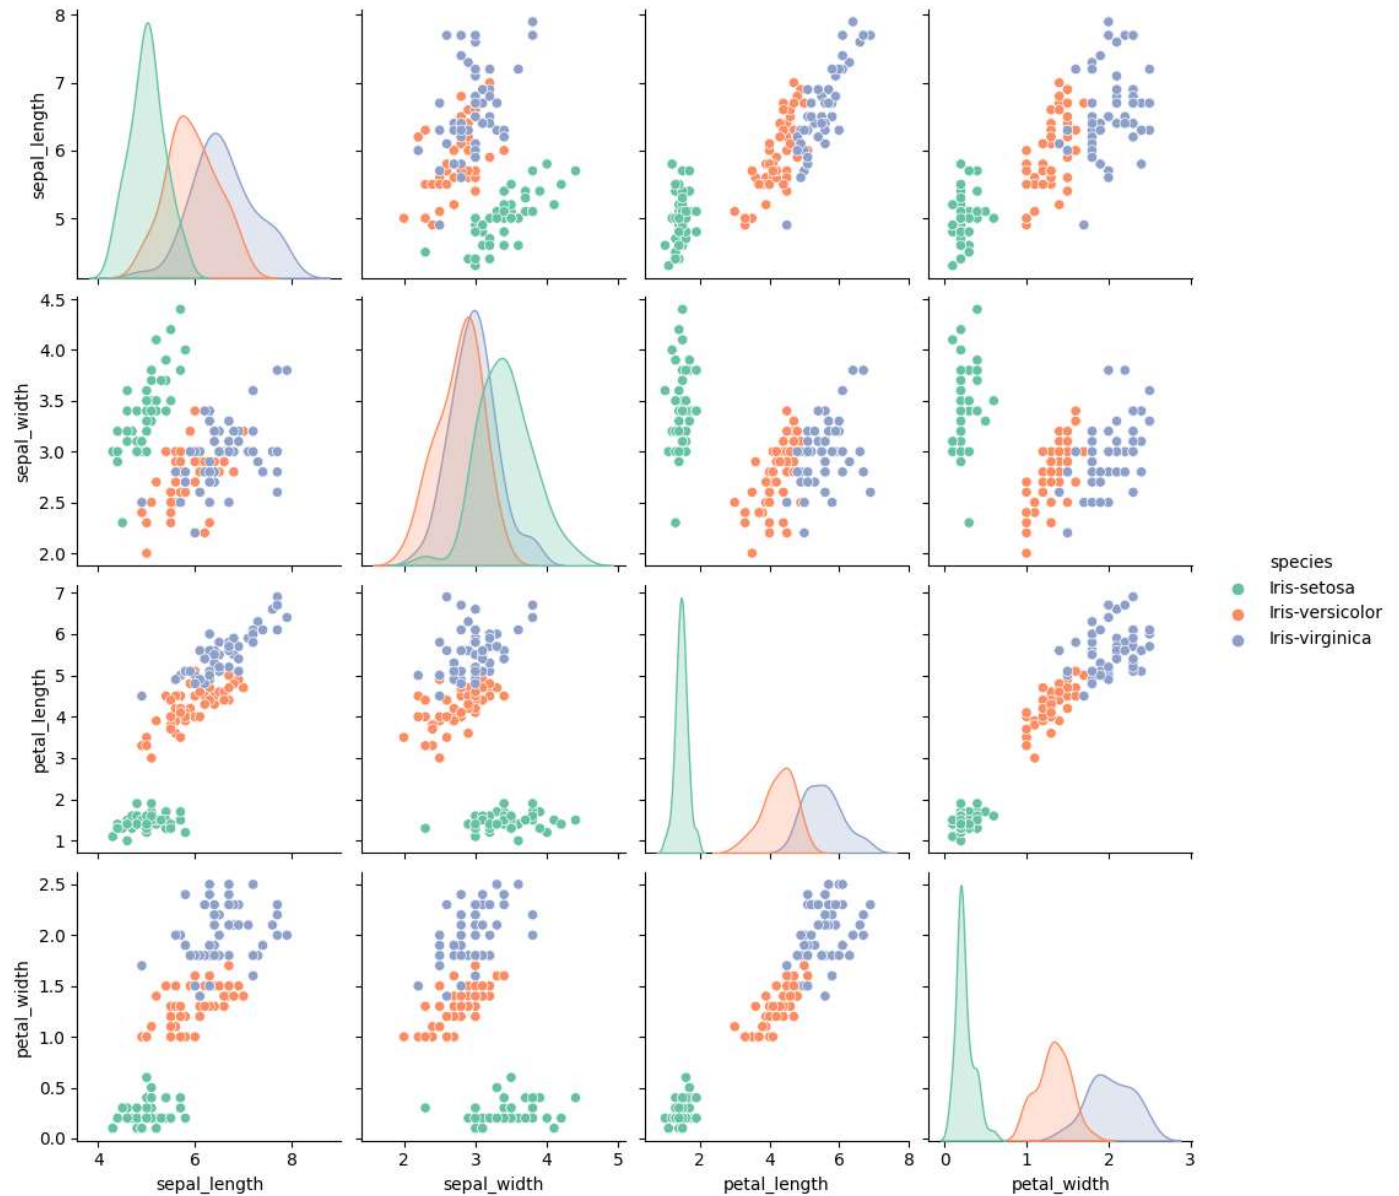 8
7
6
5
sepal_length
4.5
4.0
3.5
3.0
2.5
2.0
sepal_width
species
Iris-setosa
Iris-versicolor
Iris-virginica
7
6
5
4
3
2
1
petal_length
2.5
2.0
1.5
1.0
0.5
0.0
petal_width
4 6 8
sepal_length
2 3 4 5
sepal_width
2 4 6 8
petal_length
0 1 2 3
petal_width